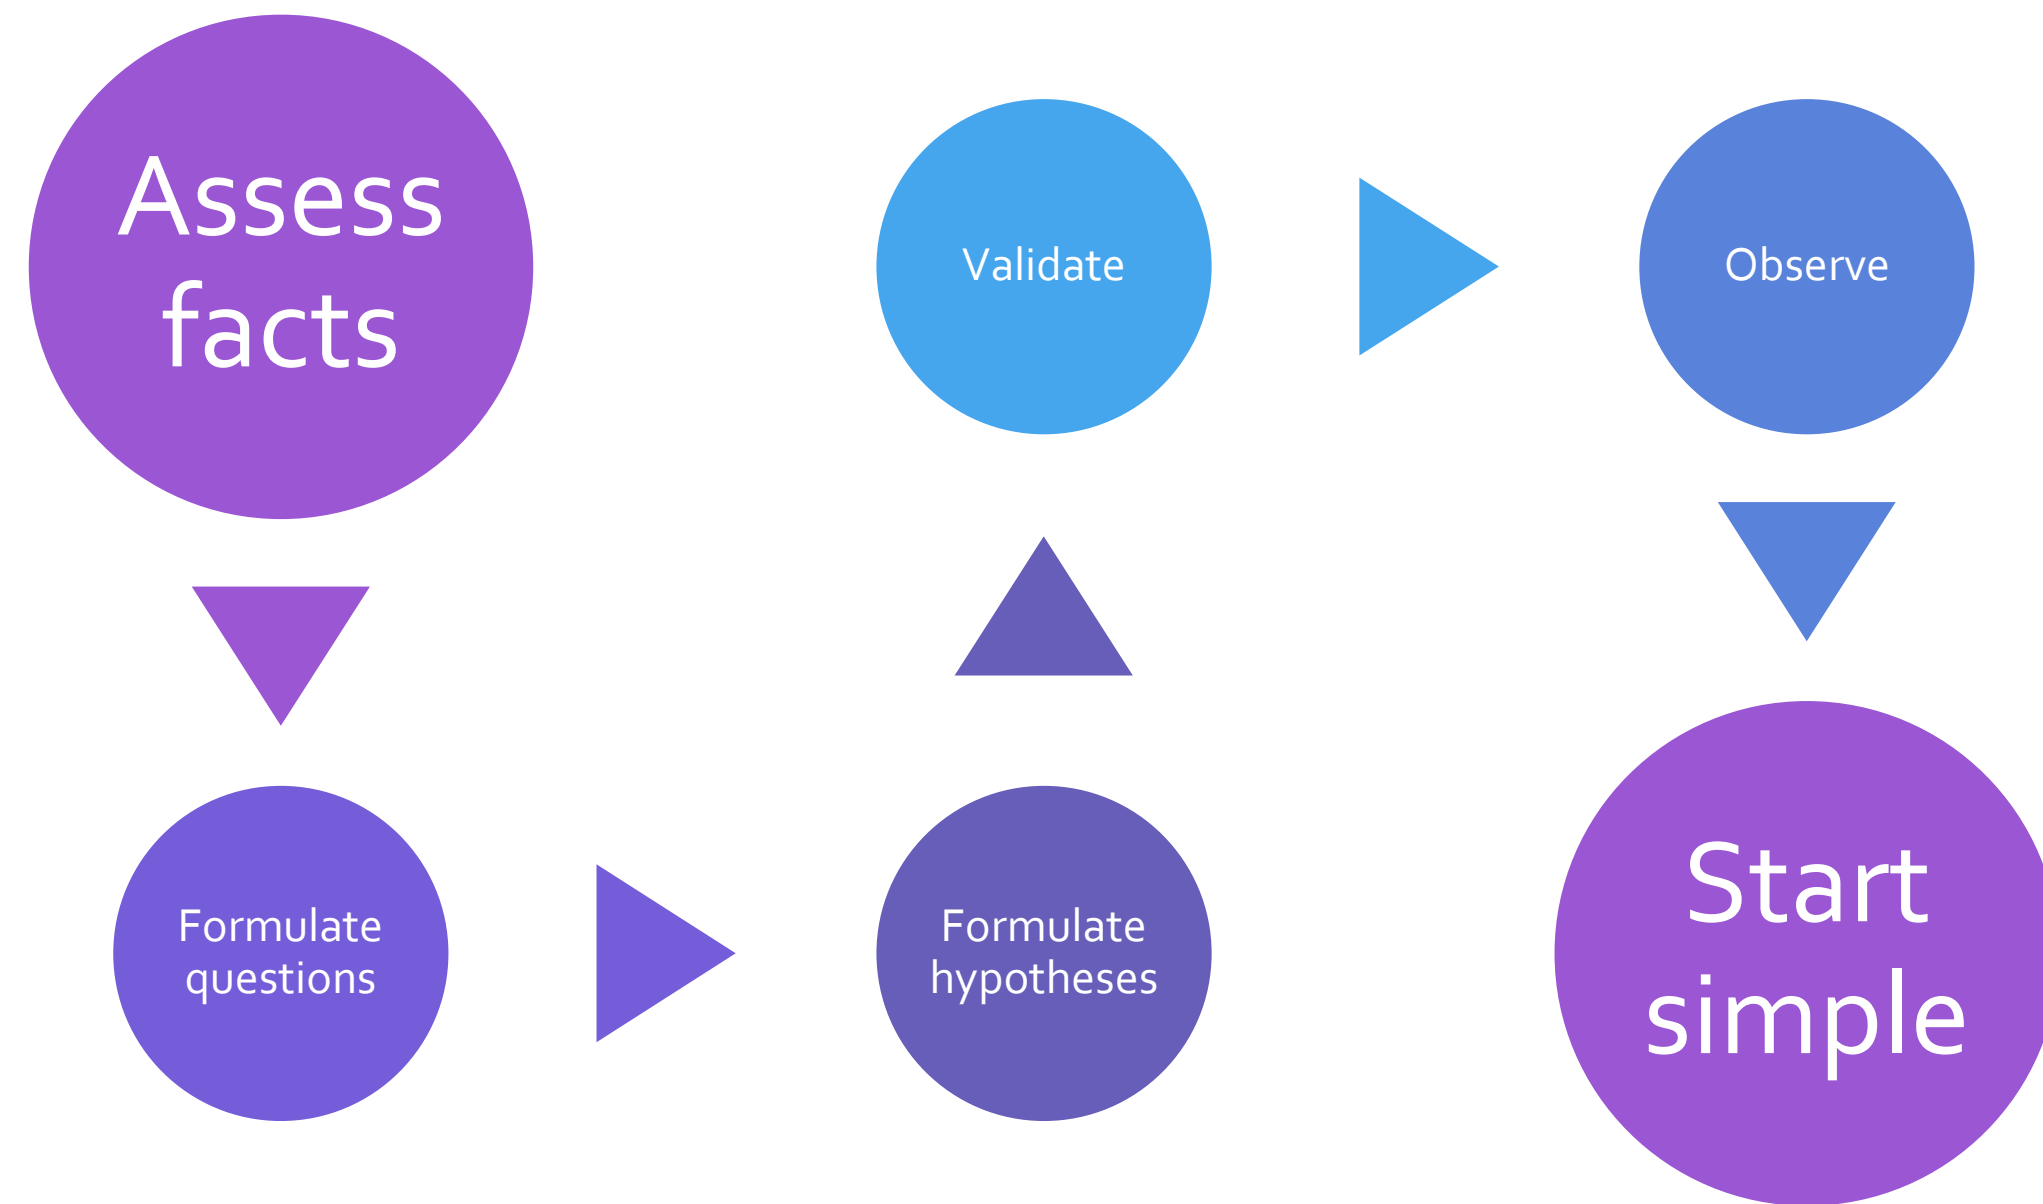 Assess
facts
Formulate
questions
Formulate
hypotheses
Validate
Observe
Start
simple